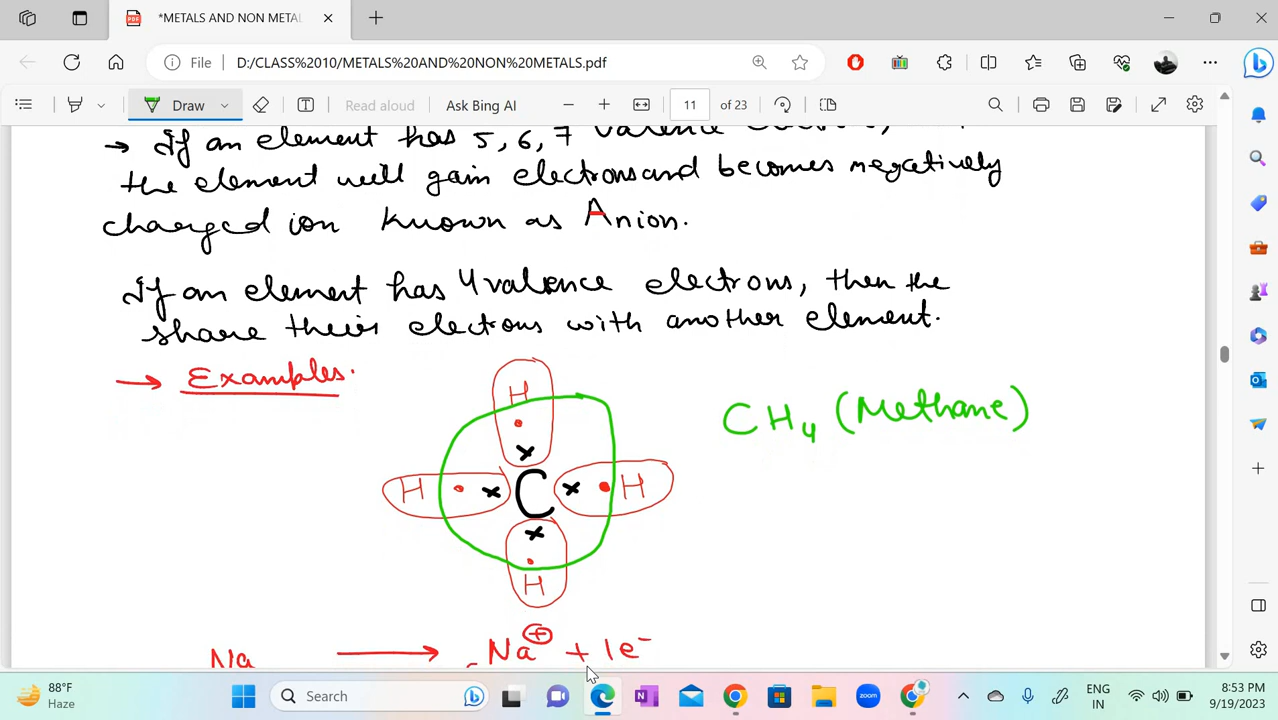 *METALS AND NON METAL
File
D:/CLASS%2010/METALS%20AND%20NON%20METALS.pdf
Draw
Read aloud
Ask Bing AI
11 of 23
→ If an element has 5, 6, 7 valence
the element will gain electrons and becomes negatively
charged ion known as Anion.
If an element has 4 valence electrons, then the
share their electrons with another element.
→ Examples.
H
CH₄ (Methane)
H C H
H
Na → Na⊕ + 1e⁻
88°F
Haze
Search
zoom
ENG
IN
8:53 PM
9/19/2023